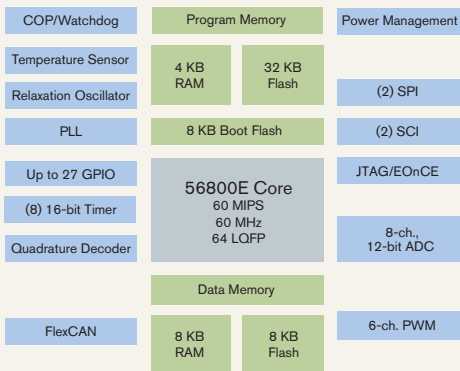 COP/Watchdog
Temperature Sensor
Relaxation Oscillator
PLL
Up to 27 GPIO
(8) 16-bit Timer
Quadrature Decoder
FlexCAN
Program Memory
4 KB
RAM
32 KB
Flash
8 KB Boot Flash
56800E Core
60 MIPS
60 MHz
64 LQFP
Data Memory
8 KB
RAM
8 KB
Flash
Power Management
(2) SPI
(2) SCI
JTAG/EOnCE
8-ch.,
12-bit ADC
6-ch. PWM